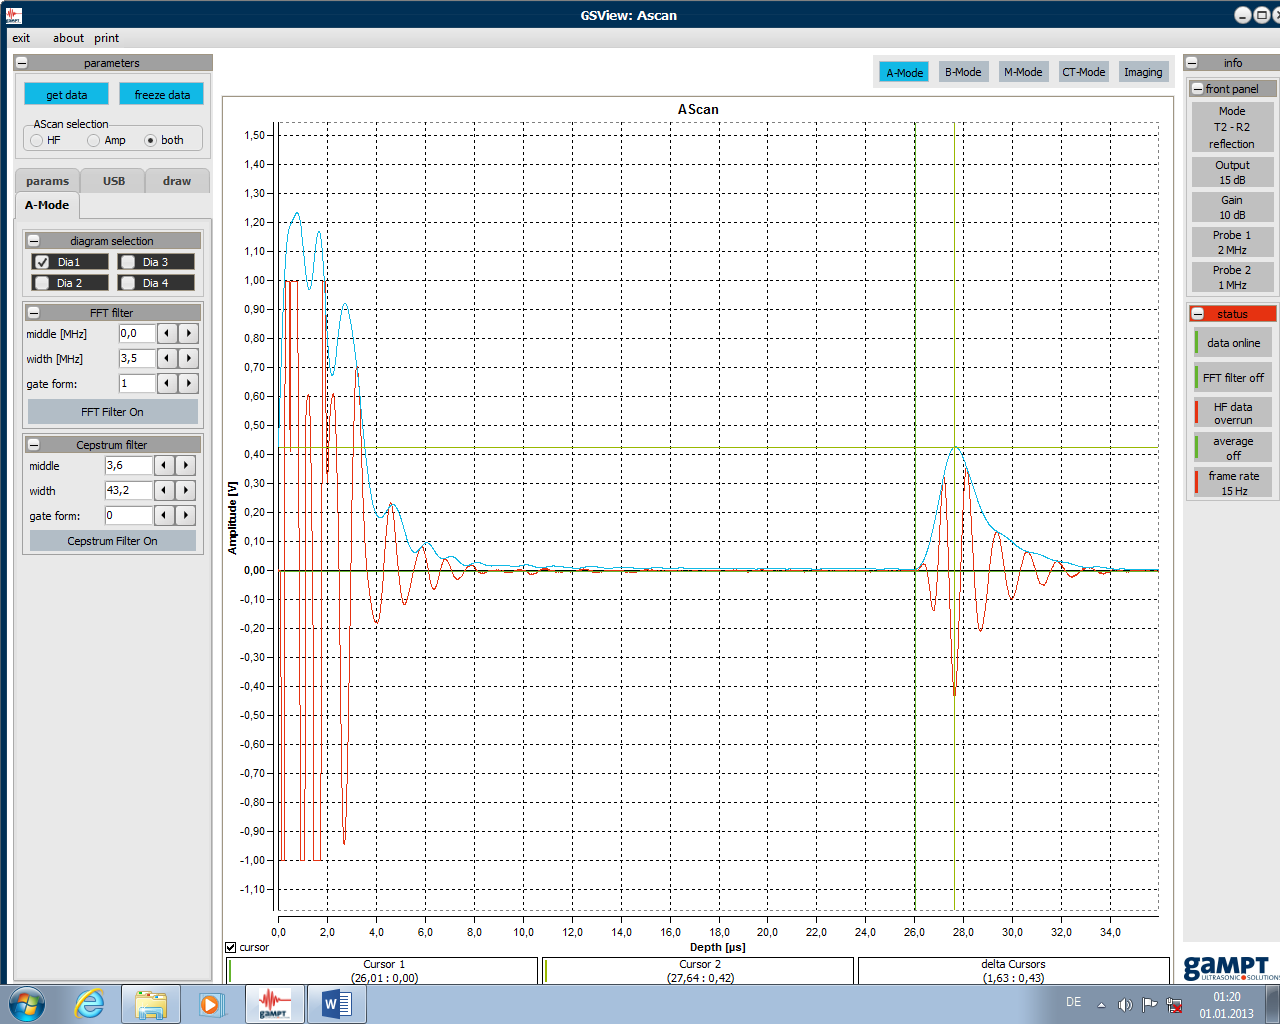 GSView: Ascan
exit about print
parameters
get data freeze data
AScan selection
HF Amp both
params USB draw
A-Mode
diagram selection
Dia1 Dia 3
Dia 2 Dia 4
FFT filter
middle [MHz] 0,0
width [MHz] 3,5
gate form: 1
FFT Filter On
Cepstrum filter
middle 3,6
width 43,2
gate form: 0
Cepstrum Filter On
A-Mode B-Mode M-Mode CT-Mode Imaging
AScan
1,50
1,40
1,30
1,20
1,10
1,00
0,90
0,80
0,70
0,60
0,50
0,40
0,30
0,20
0,10
0,00
-0,10
-0,20
-0,30
-0,40
-0,50
-0,60
-0,70
-0,80
-0,90
-1,00
-1,10
Amplitude [V]
0,0 2,0 4,0 6,0 8,0 10,0 12,0 14,0 16,0 18,0 20,0 22,0 24,0 26,0 28,0 30,0 32,0 34,0
Depth [µs]
cursor
Cursor 1
(26,01 : 0,00)
Cursor 2
(27,64 : 0,42)
delta Cursors
(1,63 : 0,43)
info
front panel
Mode
T2 - R2
reflection
Output
15 dB
Gain
10 dB
Probe 1
2 MHz
Probe 2
1 MHz
status
data online
FFT filter off
HF data
overrun
average
off
frame rate
15 Hz
gAMPT
ULTRASONIC SOLUTIONS
gAMPT
DE
01:20
01.01.2013